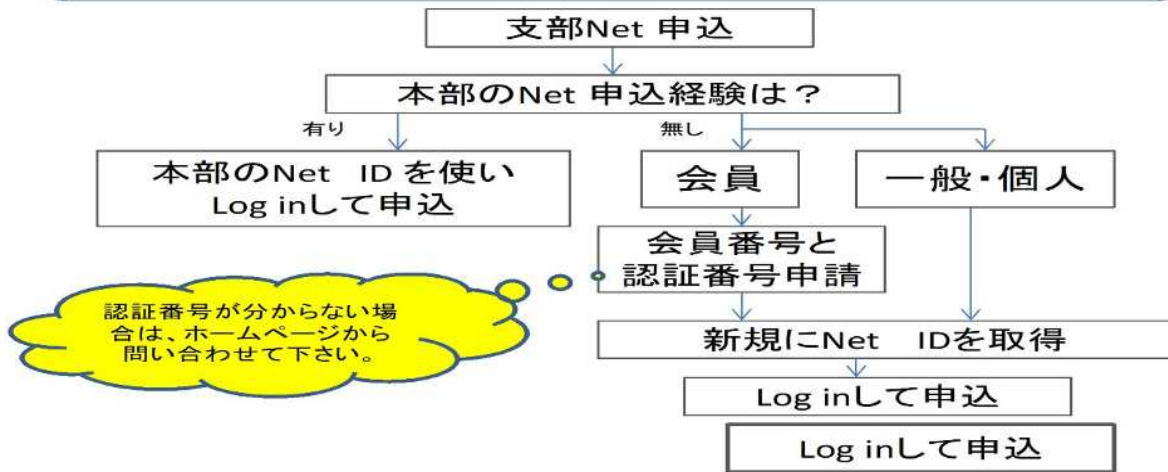 支部Net 申込
本部のNet 申込経験は？
有り
無し
本部のNet ID を使い
Log inして申込
会員
一般・個人
会員番号と
認証番号申請
認証番号が分からない場
合は、ホームページから
問い合わせて下さい。
新規にNet IDを取得
Log inして申込
Log inして申込